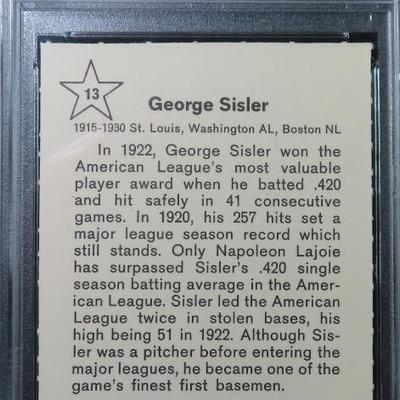 13
George Sisler
1915-1930 St. Louis, Washington AL, Boston NL
In 1922, George Sisler won the
American League's most valuable
player award when he batted .420
and hit safely in 41 consecutive
games. In 1920, his 257 hits set a
major league season record which
still stands. Only Napoleon Lajoie
has surpassed Sisler's .420 single
season batting average in the Amer-
ican League. Sisler led the American
League twice in stolen bases, his
high being 51 in 1922. Although Sis-
ler was a pitcher before entering the
major leagues, he became one of the
game's finest first basemen.